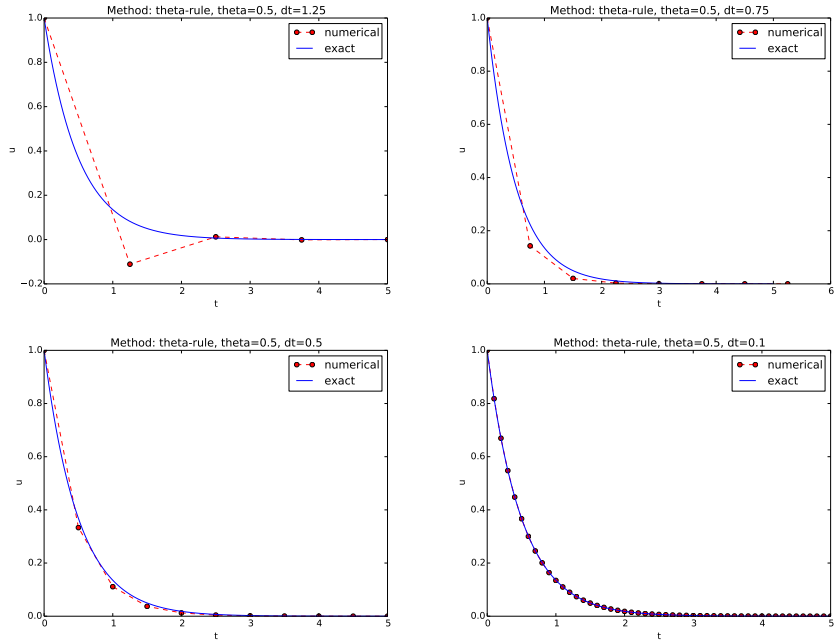 Method: theta-rule, theta=0.5, dt=1.25
1.0
0.8
0.6
0.4
0.2
0.0
−0.2
u
numerical
exact
0 1 2 3 4 5
t
Method: theta-rule, theta=0.5, dt=0.75
1.0
0.8
0.6
0.4
0.2
0.0
u
numerical
exact
0 1 2 3 4 5 6
t
Method: theta-rule, theta=0.5, dt=0.5
1.0
0.8
0.6
0.4
0.2
0.0
u
numerical
exact
0 1 2 3 4 5
t
Method: theta-rule, theta=0.5, dt=0.1
1.0
0.8
0.6
0.4
0.2
0.0
u
numerical
exact
0 1 2 3 4 5
t